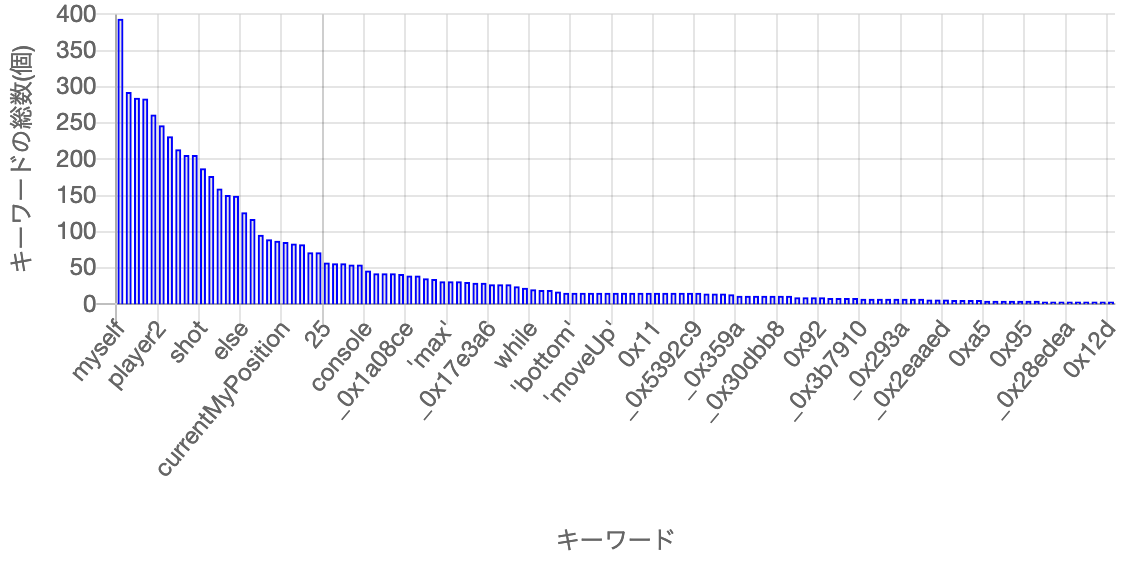 キーワードの総数(個)
400
350
300
250
200
150
100
50
0
myself
player2
shot
else
currentMyPosition
25
console
_0x1a08ce
'max'
_0x17e3a6
while
'bottom'
'moveUp'
0x11
_0x5392c9
_0x359a
_0x30dbb8
0x92
_0x3b7910
_0x293a
_0x2eaaed
0xa5
0x95
_0x28edea
0x12d
キーワード